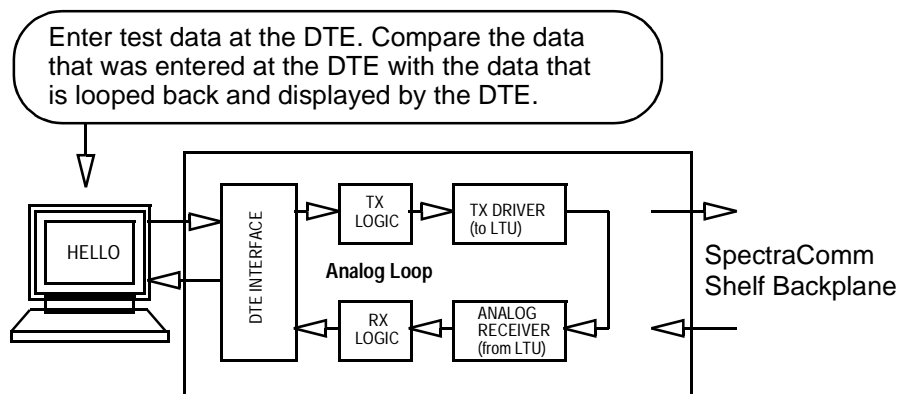 Enter test data at the DTE. Compare the data
that was entered at the DTE with the data that
is looped back and displayed by the DTE.
HELLO
DTE INTERFACE
TX
LOGIC
TX DRIVER
(to LTU)
Analog Loop
RX
LOGIC
ANALOG
RECEIVER
(from LTU)
SpectraComm
Shelf Backplane